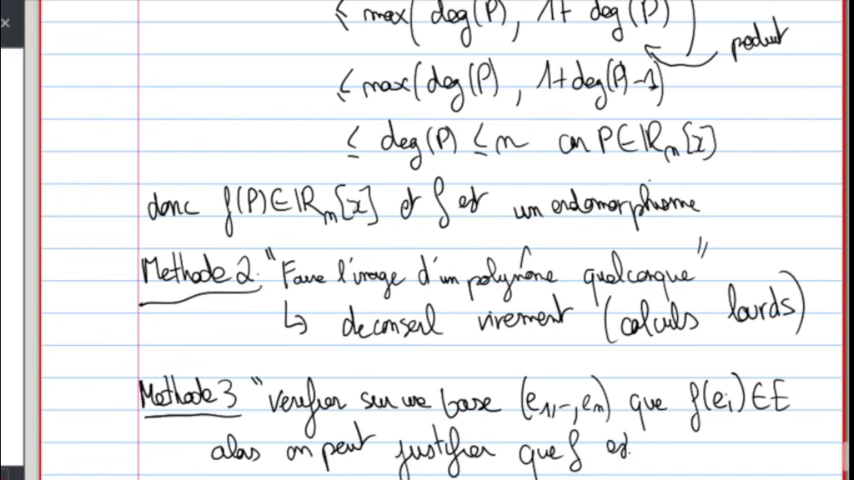 ≤ max(deg(P), 1+ deg(P')) produit
≤ max(deg(P), 1+deg(P)-1)
≤ deg(P) ≤ n car P∈ℝn[x]
donc f(P)∈ℝn[x] et f est un endomorphisme
Methode 2: "Faire l'image d'un polynôme quelconque"
↳ deconseil vivement (calculs lourds)
Methode 3 "Verifier sur une base (e1,-,en) que f(ei)∈E
alors on peut justifier que f est